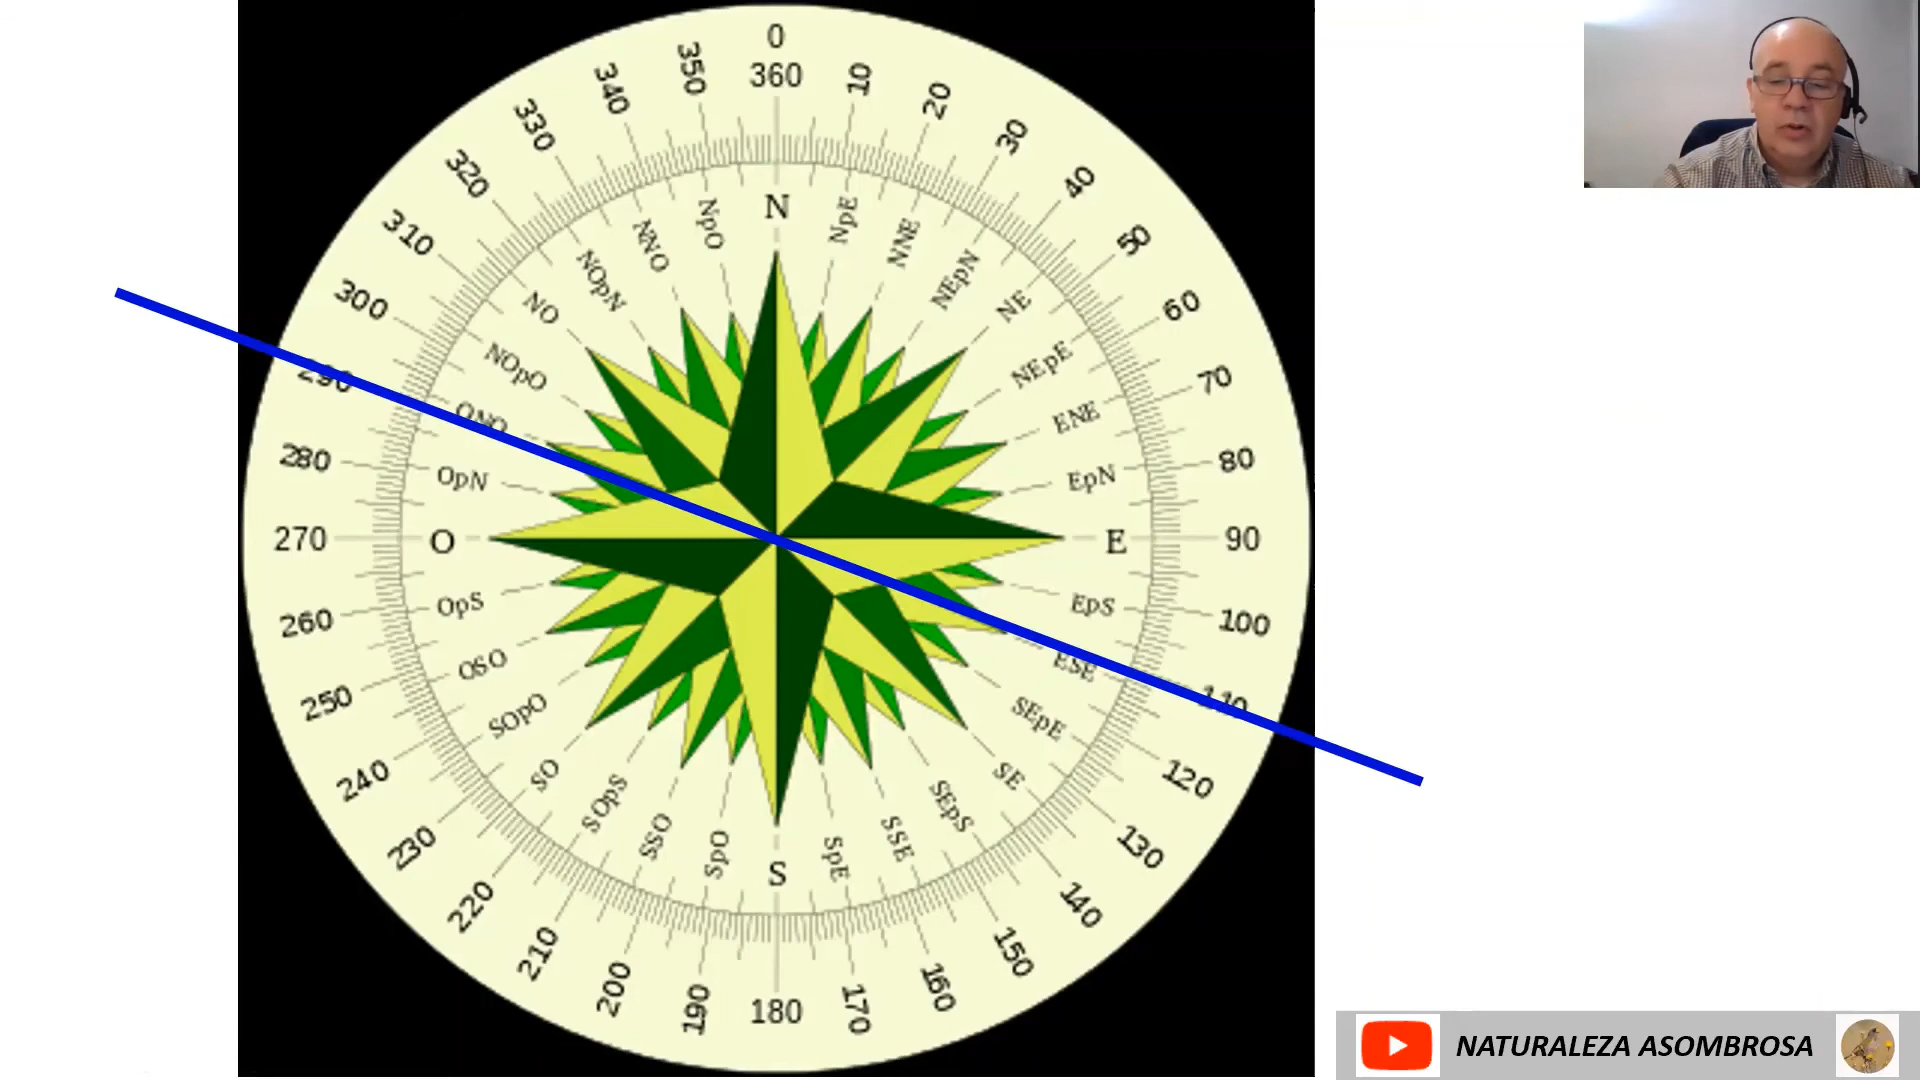 0
360
10
20
30
40
50
60
70
80
90
100
110
120
130
140
150
160
170
180
190
200
210
220
230
240
250
260
270
280
290
300
310
320
330
340
350
N
NpE
NNE
NEpN
NE
NEpE
ENE
EpN
E
EpS
ESE
SEpE
SE
SEpS
SSE
SpE
S
SpO
SSO
SOpS
SO
SOpO
OSO
OpS
O
OpN
ONO
NOpO
NO
NOpN
NNO
NpO
NATURALEZA ASOMBROSA